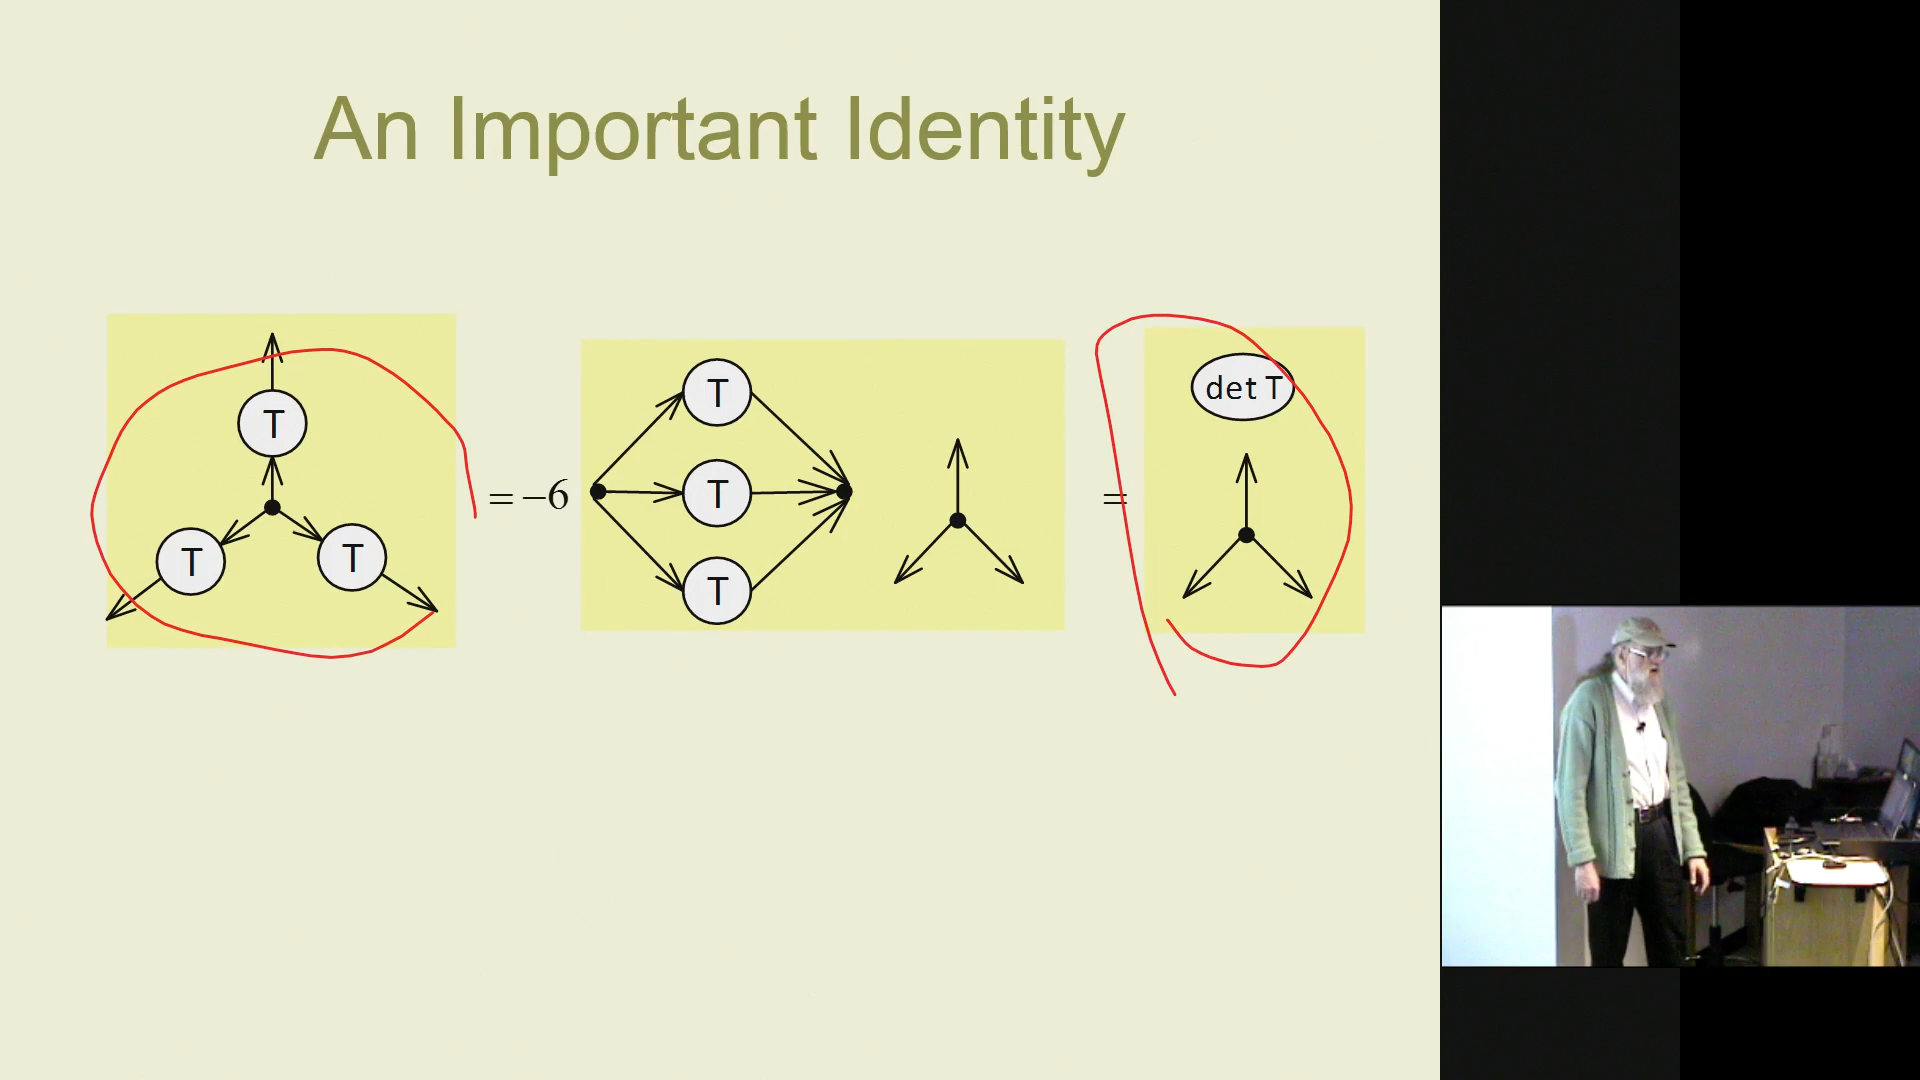 An Important Identity
T
T
T
= −6
T
T
T
=
det T